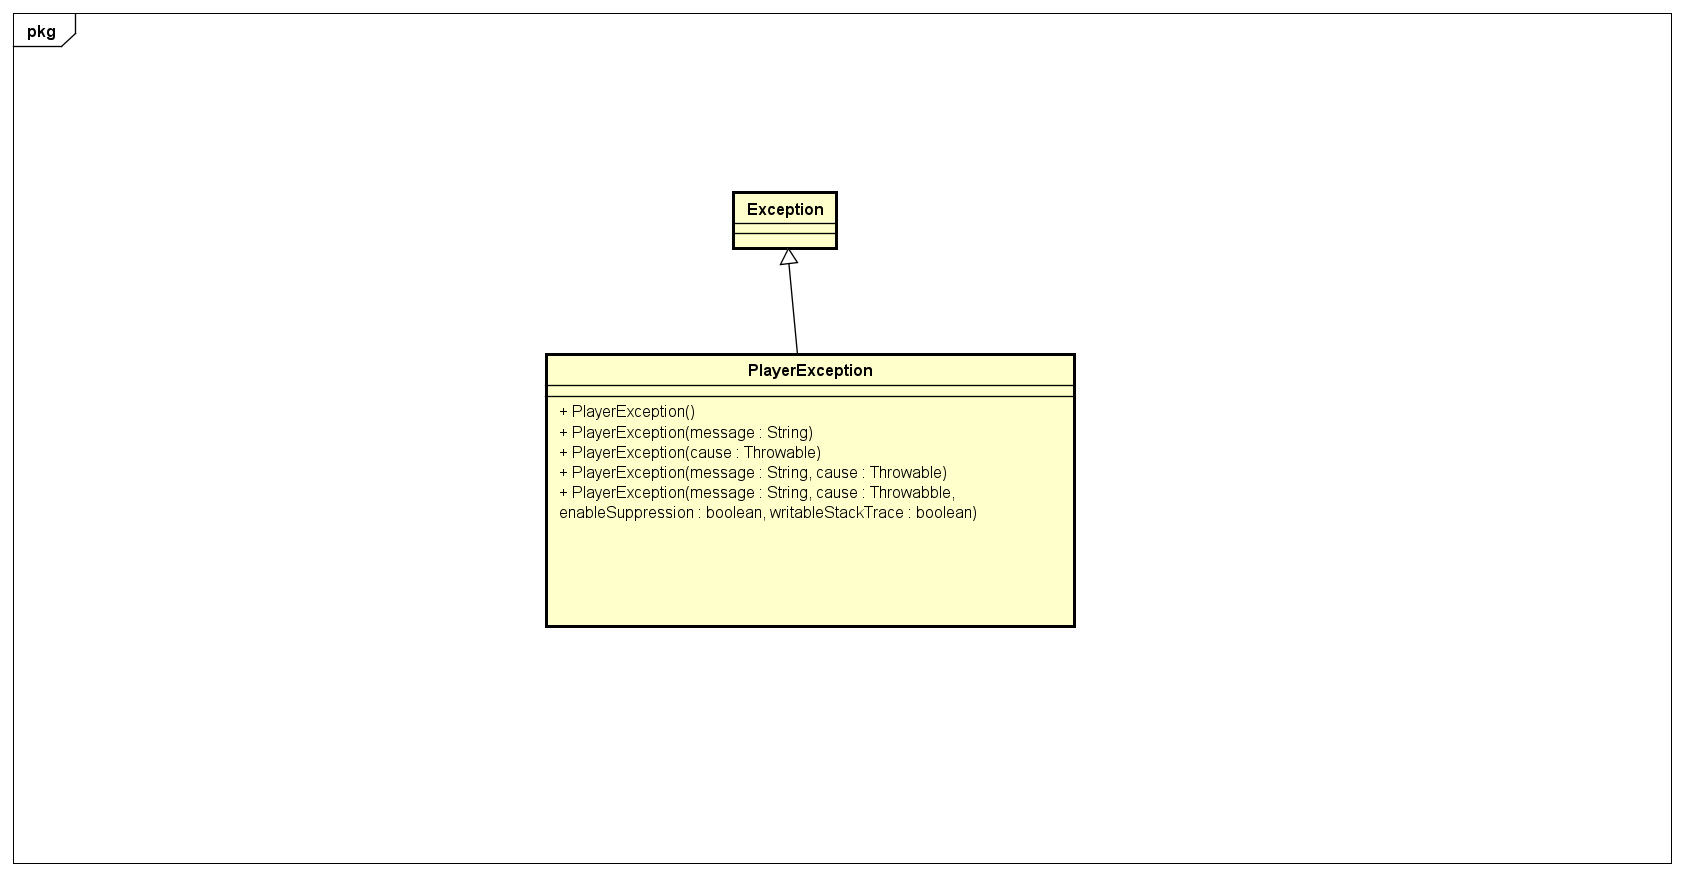 pkg
Exception
PlayerException
+ PlayerException()
+ PlayerException(message : String)
+ PlayerException(cause : Throwable)
+ PlayerException(message : String, cause : Throwable)
+ PlayerException(message : String, cause : Throwabble,
enableSuppression : boolean, writableStackTrace : boolean)